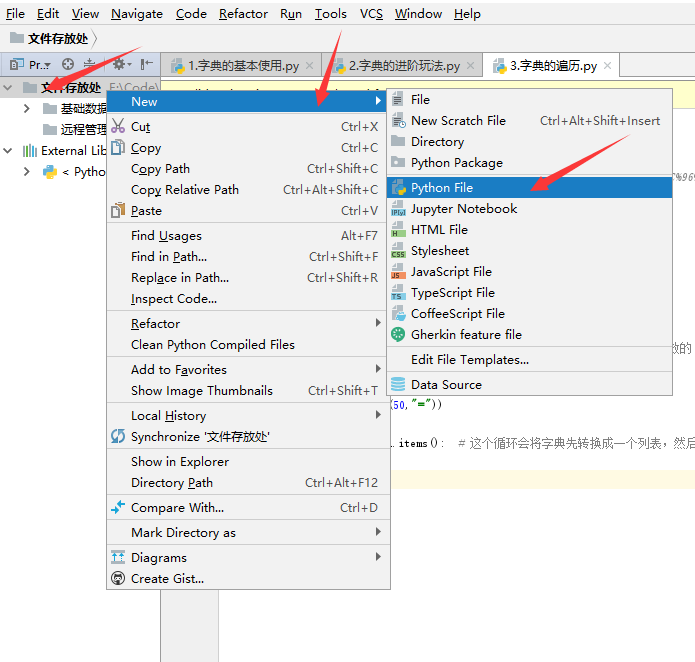 File Edit View Navigate Code Refactor Run Tools VCS Window Help
文件存放处
Pr..
1.字典的基本使用.py
2.字典的进阶玩法.py
3.字典的遍历.py
文件存放处 E:\Code\
基础数据
远程管理
External Lib
< Pytho
New
Cut Ctrl+X
Copy Ctrl+C
Copy Path Ctrl+Shift+C
Copy Relative Path Ctrl+Alt+Shift+C
Paste Ctrl+V
Find Usages Alt+F7
Find in Path... Ctrl+Shift+F
Replace in Path... Ctrl+Shift+R
Inspect Code...
Refactor
Clean Python Compiled Files
Add to Favorites
Show Image Thumbnails Ctrl+Shift+T
Local History
Synchronize '文件存放处'
Show in Explorer
Directory Path Ctrl+Alt+F12
Compare With... Ctrl+D
Mark Directory as
Diagrams
Create Gist...
File
New Scratch File Ctrl+Alt+Shift+Insert
Directory
Python Package
Python File
Jupyter Notebook
HTML File
Stylesheet
JavaScript File
TypeScript File
CoffeeScript File
Gherkin feature file
Edit File Templates...
Data Source
%96
数的
(50,"="))
.items(): # 这个循环会将字典先转换成一个列表，然后